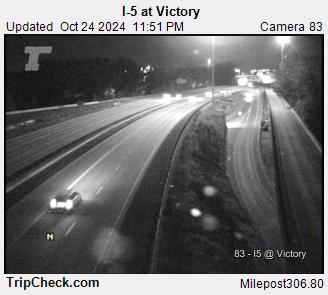 I-5 at Victory
Updated Oct 24 2024 11:51 PM Camera 83
T
N
83 - I5 @ Victory
TripCheck.com Milepost306.80